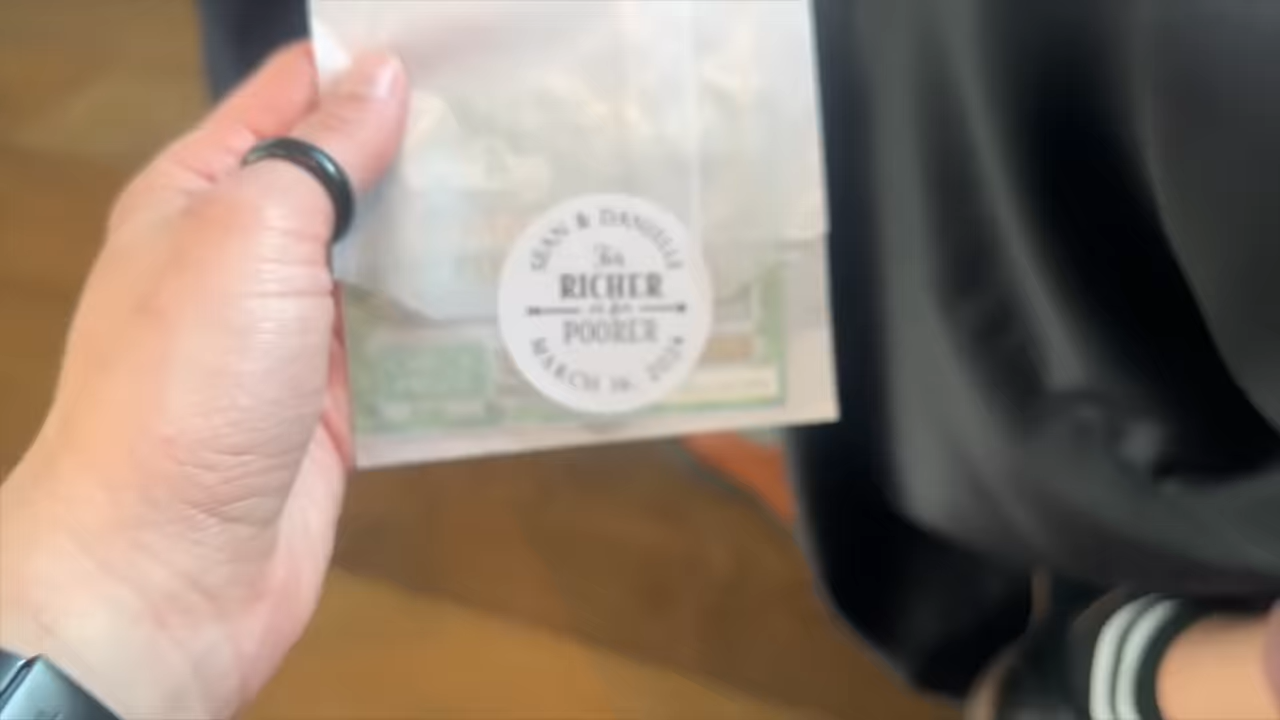 SEAN & DANIELLE
For
RICHER
or for
POORER
MARCH 16, 2024